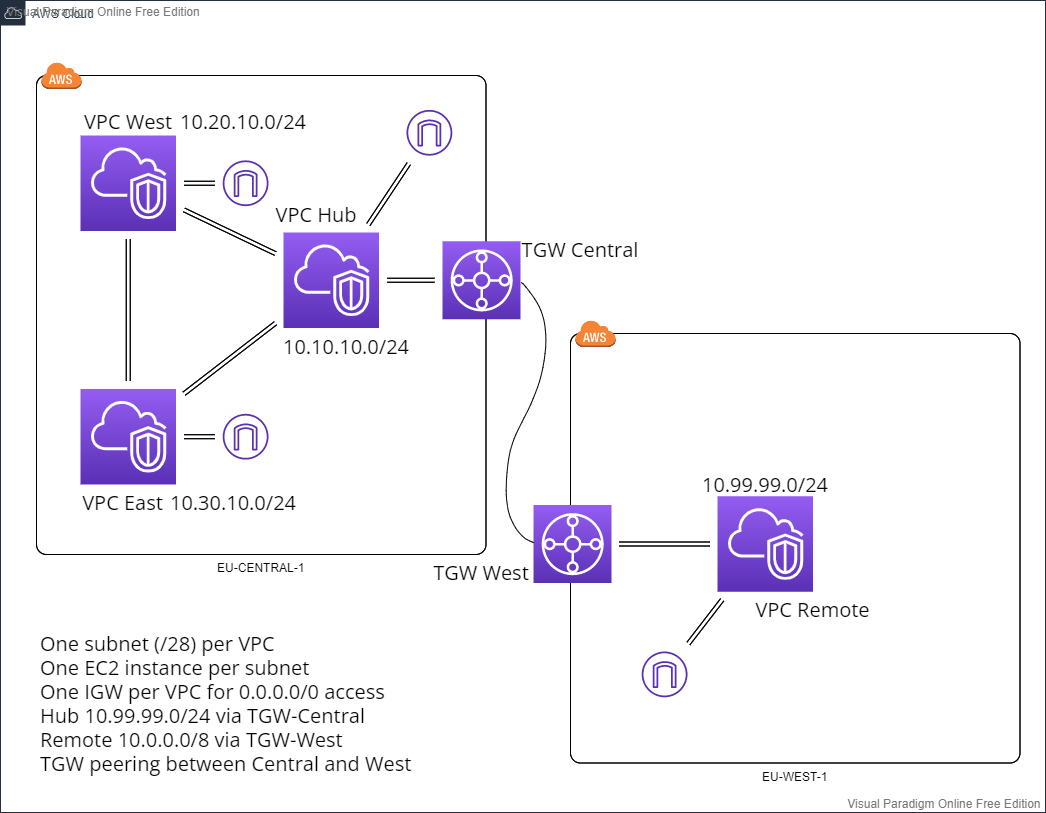 Visual Paradigm Online Free Edition
AWS Cloud
AWS
VPC West 10.20.10.0/24
VPC Hub
TGW Central
10.10.10.0/24
AWS
10.99.99.0/24
VPC East 10.30.10.0/24
EU-CENTRAL-1
TGW West
VPC Remote
One subnet (/28) per VPC
One EC2 instance per subnet
One IGW per VPC for 0.0.0.0/0 access
Hub 10.99.99.0/24 via TGW-Central
Remote 10.0.0.0/8 via TGW-West
TGW peering between Central and West
EU-WEST-1
Visual Paradigm Online Free Edition